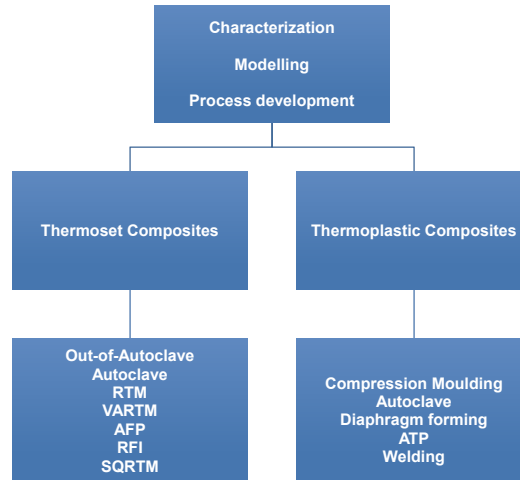 Characterization
Modelling
Process development
Thermoset Composites
Thermoplastic Composites
Out-of-Autoclave
Autoclave
RTM
VARTM
AFP
RFI
SQRTM
Compression Moulding
Autoclave
Diaphragm forming
ATP
Welding